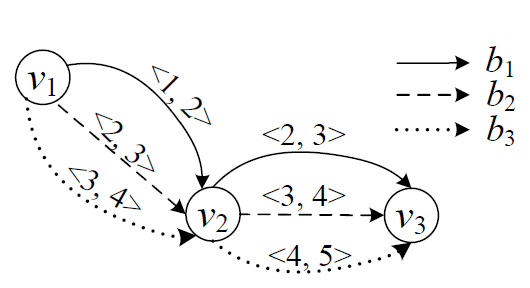 v1
<1, 2>
<2, 3>
<3, 4>
v2
<2, 3>
<3, 4>
<4, 5>
v3
b1
b2
b3